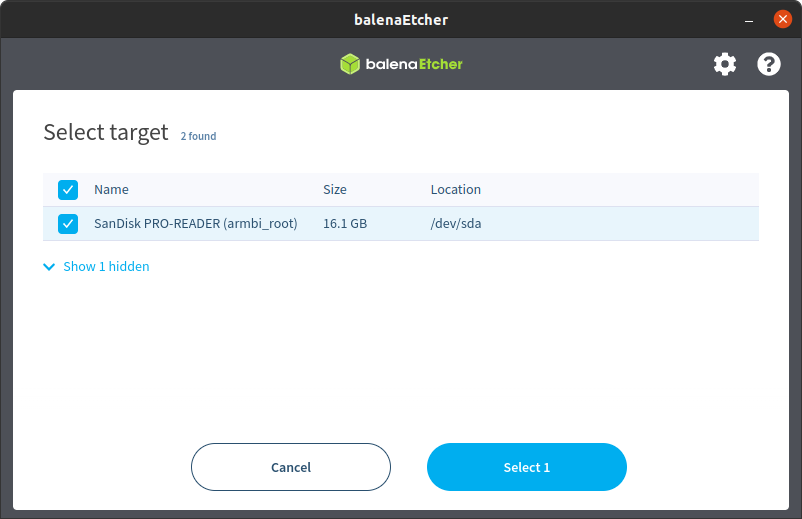 balenaEtcher
balenaEtcher
Select target 2 found
Name Size Location
SanDisk PRO-READER (armbi_root) 16.1 GB /dev/sda
Show 1 hidden
Cancel Select 1